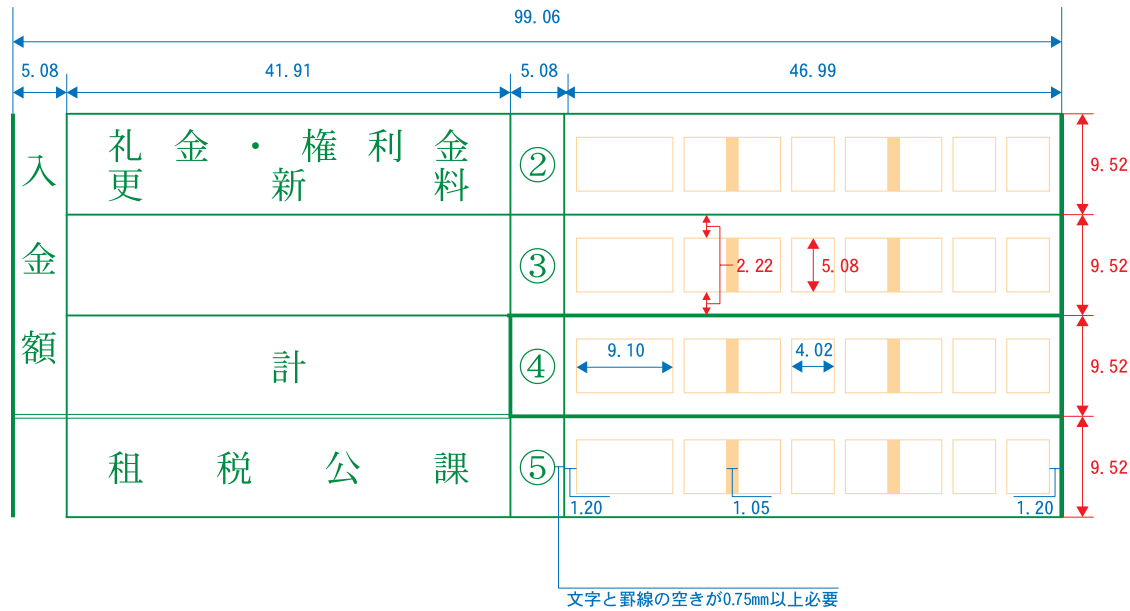 99.06
5.08 41.91 5.08 46.99
入金額
礼金・権利金
更新料
②
9.52
③
2.22 5.08
9.52
計
④
9.10 4.02
9.52
租税公課
⑤
9.52
1.20 1.05 1.20
文字と罫線の空きが0.75mm以上必要